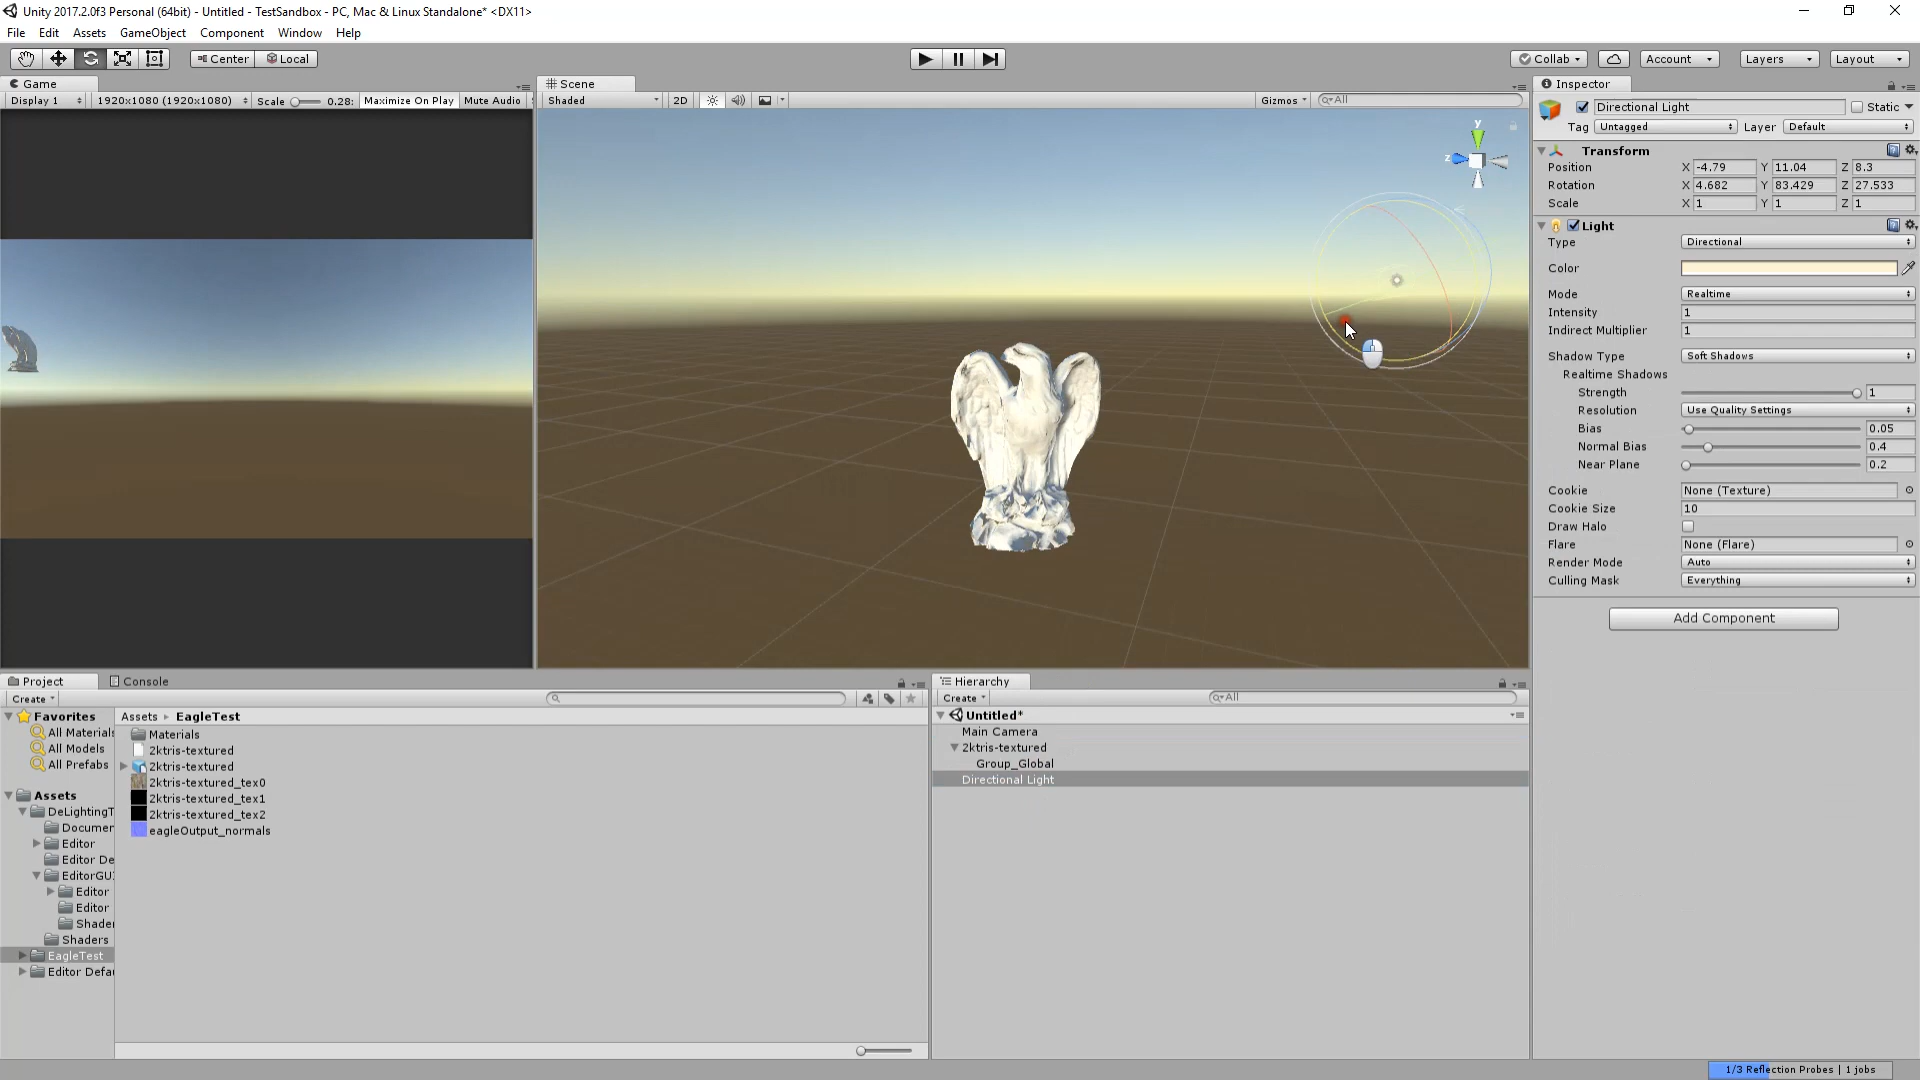 Unity 2017.2.0f3 Personal (64bit) - Untitled - TestSandbox - PC, Mac & Linux Standalone* <DX11>
File Edit Assets GameObject Component Window Help
Center Local Collab Account Layers Layout
Game
Display 1 1920x1080 (1920x1080) Scale 0.28: Maximize On Play Mute Audio
Scene
Shaded 2D Gizmos All
y
z
Inspector
Directional Light Static
Tag Untagged Layer Default
Transform
Position X -4.79 Y 11.04 Z 8.3
Rotation X 4.682 Y 83.429 Z 27.533
Scale X 1 Y 1 Z 1
Light
Type Directional
Color
Mode Realtime
Intensity 1
Indirect Multiplier 1
Shadow Type Soft Shadows
Realtime Shadows
Strength 1
Resolution Use Quality Settings
Bias 0.05
Normal Bias 0.4
Near Plane 0.2
Cookie None (Texture)
Cookie Size 10
Draw Halo
Flare None (Flare)
Render Mode Auto
Culling Mask Everything
Add Component
Project Console
Create
Favorites
All Materials
All Models
All Prefabs
Assets
DeLightingT
Documen
Editor
Editor De
EditorGUI
Editor
Editor
Shader
Shaders
EagleTest
Editor Defau
Assets EagleTest
Materials
2ktris-textured
2ktris-textured
2ktris-textured_tex0
2ktris-textured_tex1
2ktris-textured_tex2
eagleOutput_normals
Hierarchy
Create All
Untitled*
Main Camera
2ktris-textured
Group_Global
Directional Light
1/3 Reflection Probes | 1 jobs